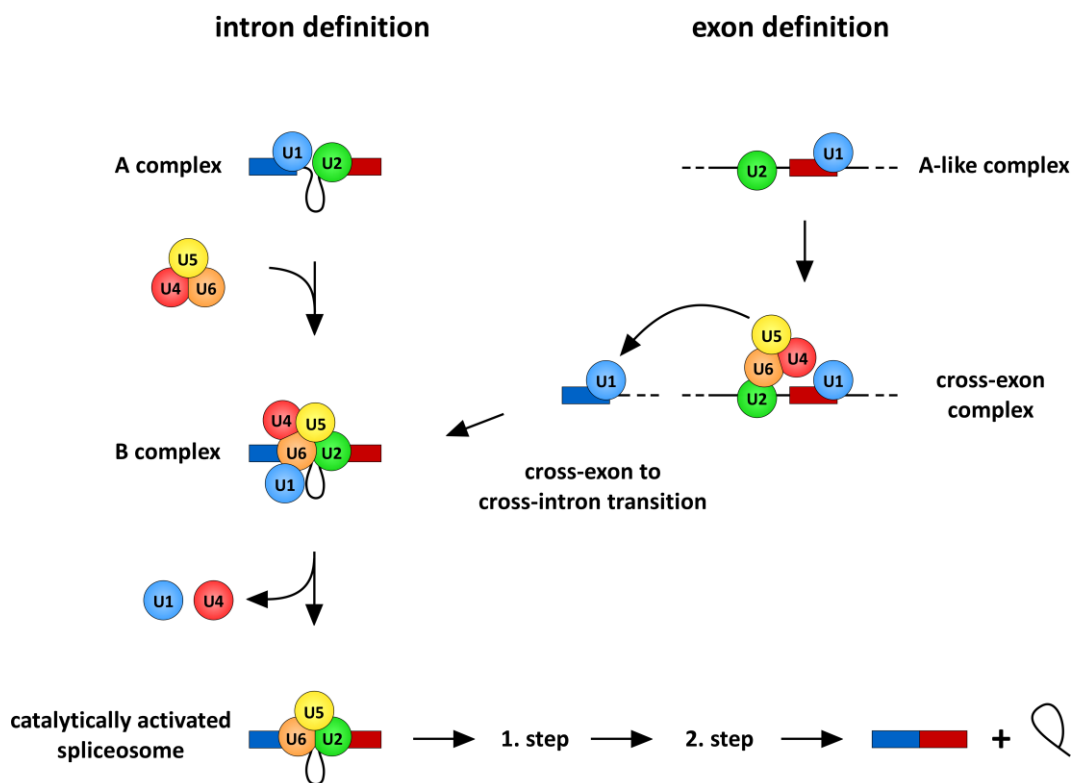 intron definition
exon definition
A complex
U1
U2
U2
U1
A-like complex
U5
U4
U6
U5
U4
U6
U1
U1
U2
cross-exon
complex
B complex
U4
U5
U6
U2
U1
cross-exon to
cross-intron transition
U1
U4
catalytically activated
spliceosome
U5
U6
U2
1. step
2. step
+